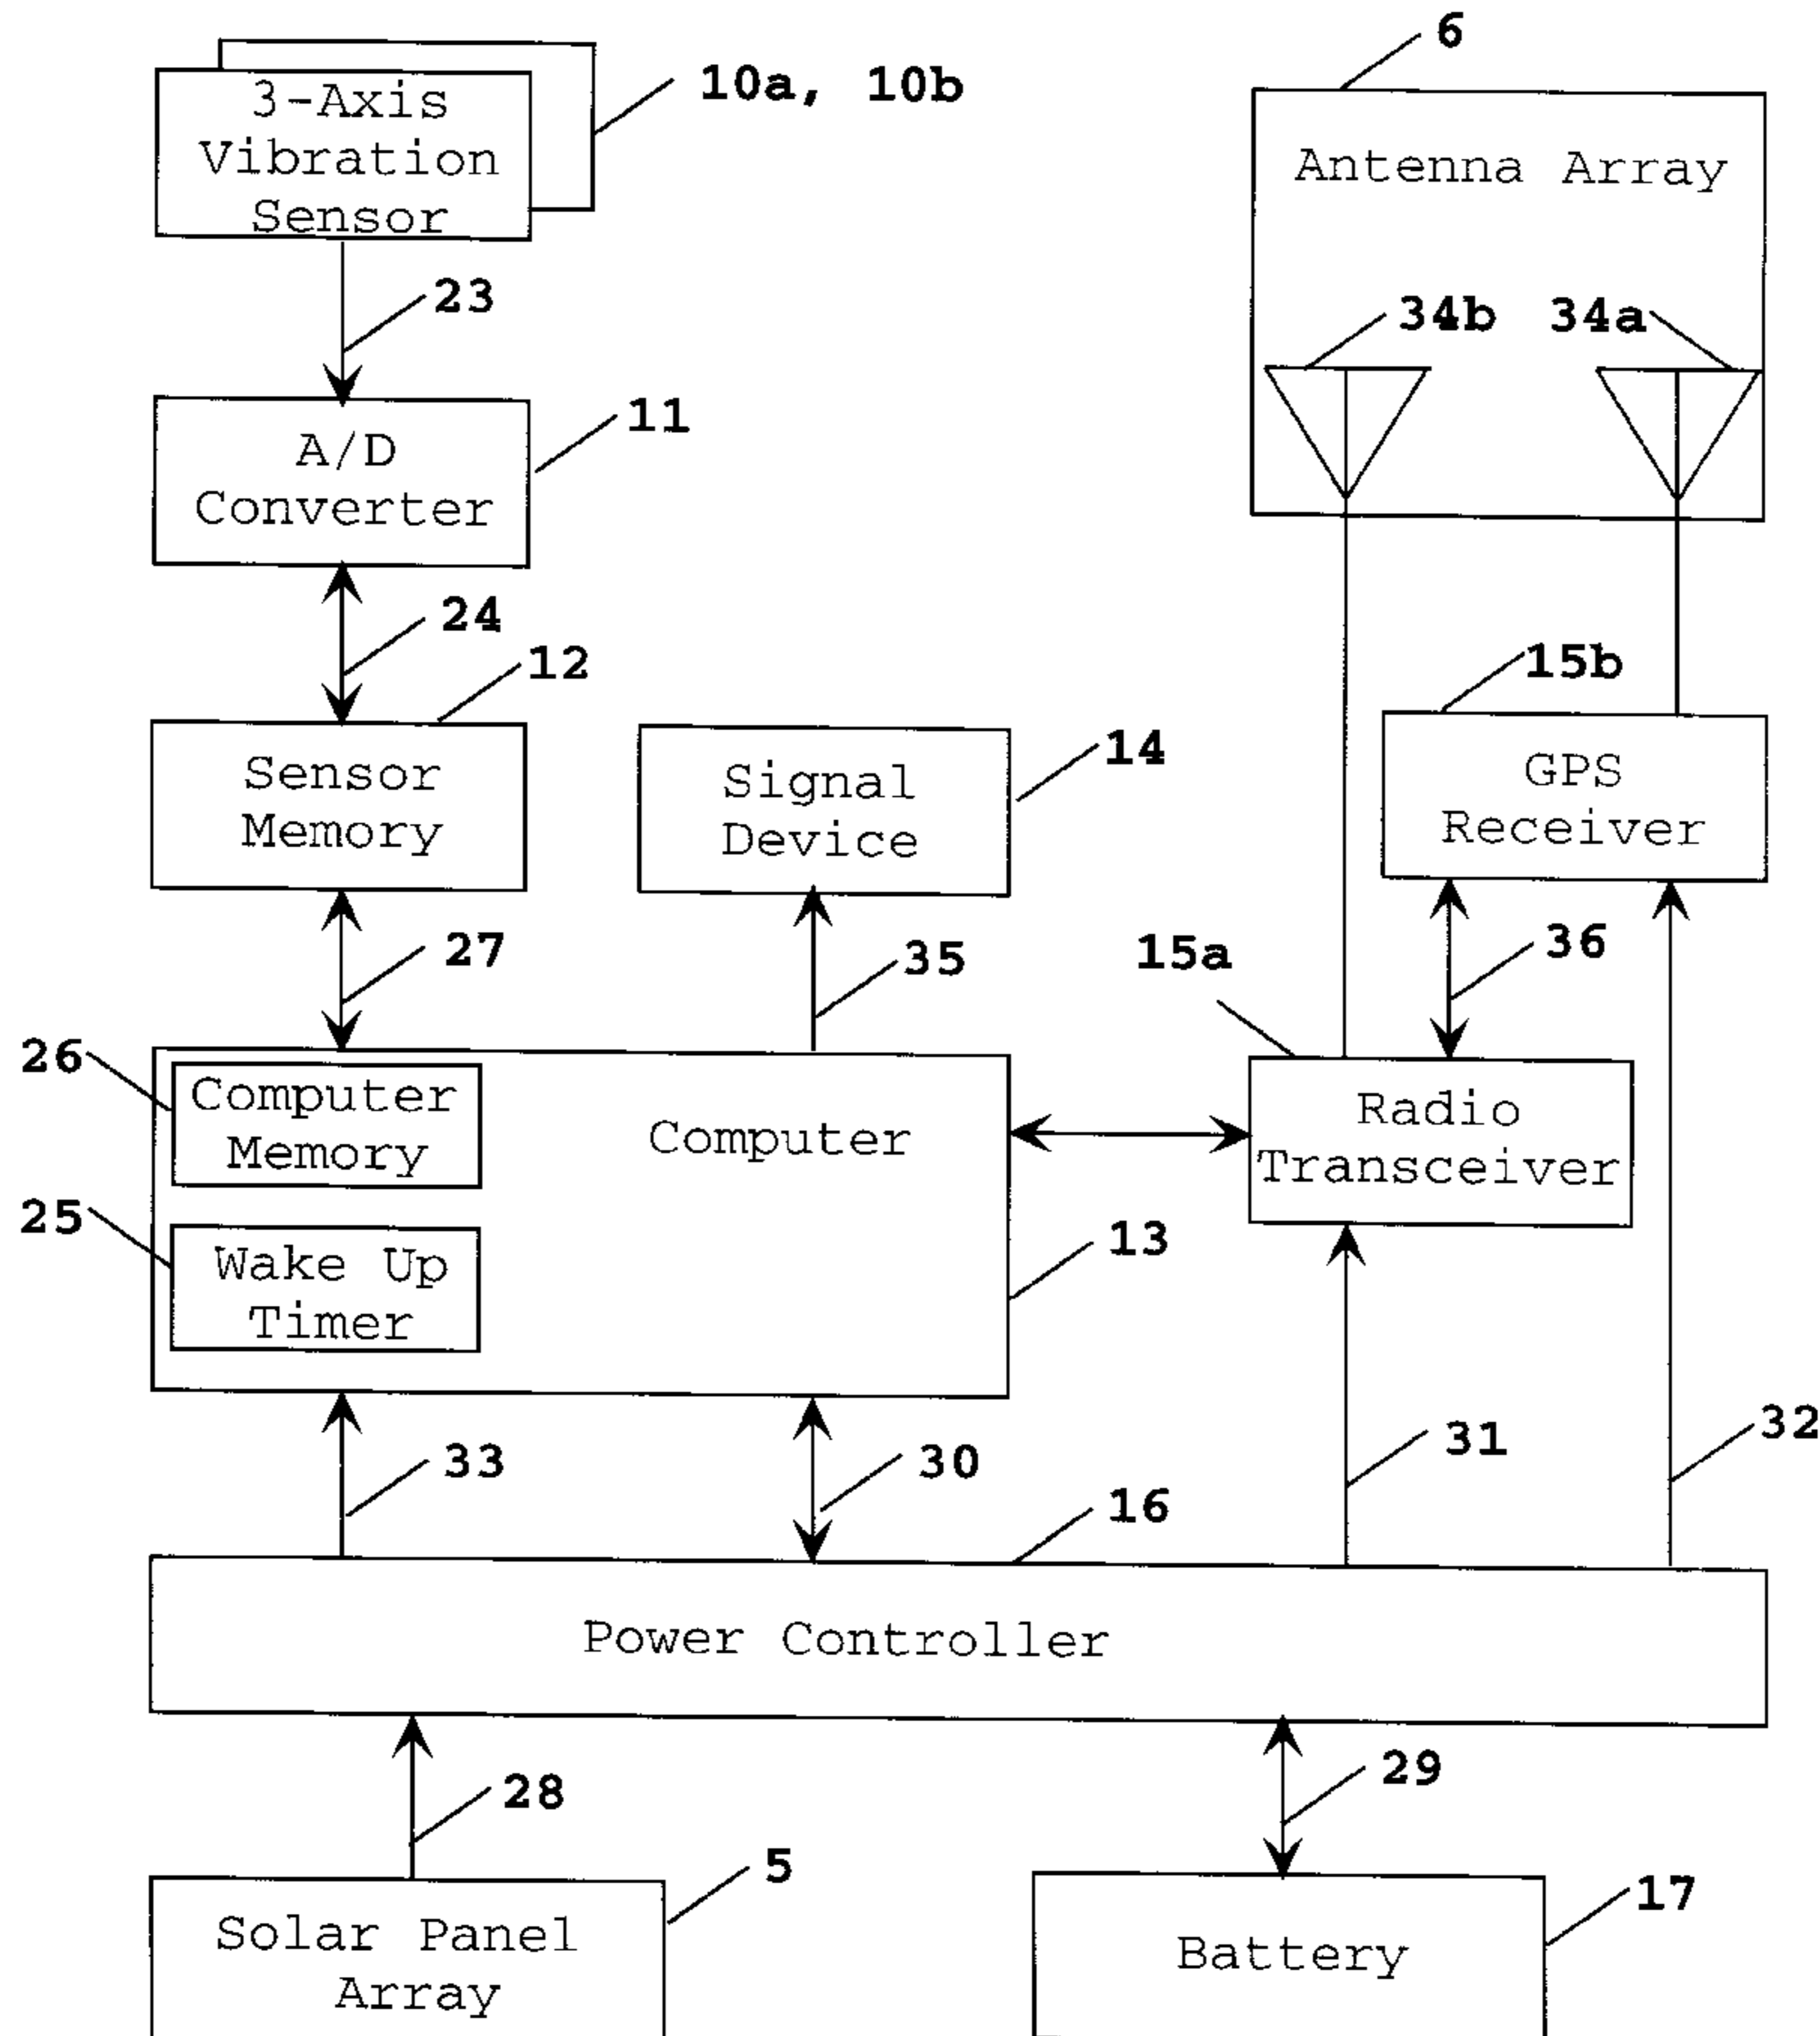 6
10a, 10b
3-Axis
Vibration
Sensor
Antenna Array
23
34b 34a
11
A/D
Converter
24
12
15b
Sensor
Memory
14
Signal
Device
GPS
Receiver
27
35
15a
36
26
Computer
Memory
Computer
Radio
Transceiver
25
Wake Up
Timer
13
33
30
31
32
16
Power Controller
28
29
5
17
Solar Panel
Array
Battery